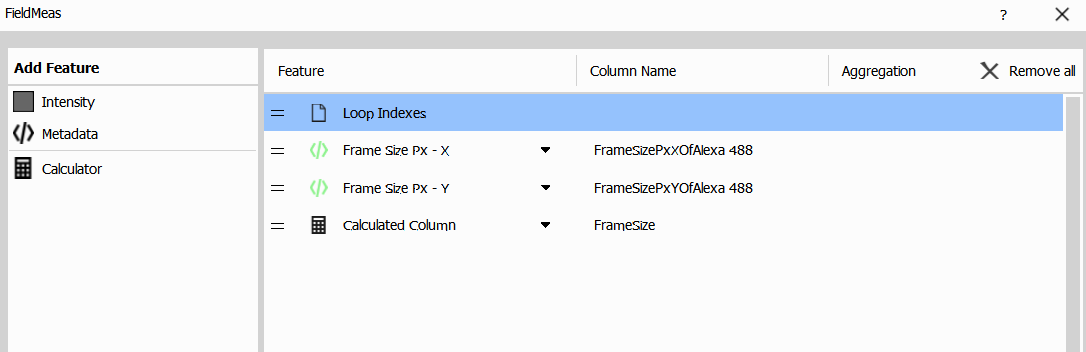 FieldMeas ?
Add Feature
Intensity
Metadata
Calculator
Feature Column Name Aggregation Remove all
Loop Indexes
Frame Size Px - X FrameSizePxXOfAlexa 488
Frame Size Px - Y FrameSizePxYOfAlexa 488
Calculated Column FrameSize